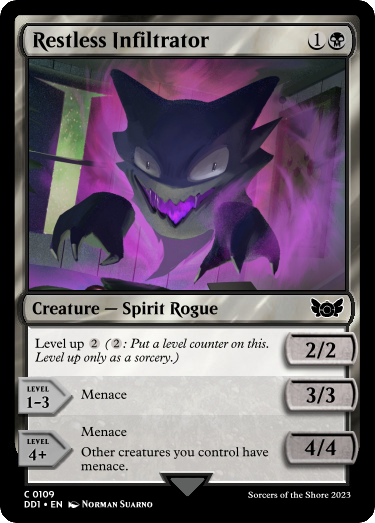 Restless Infiltrator 1
Creature — Spirit Rogue
Level up 2 (2: Put a level counter on this.
Level up only as a sorcery.)
2/2
LEVEL
1-3
Menace
3/3
LEVEL
4+
Menace
Other creatures you control have
menace.
4/4
C 0109
DD1 • EN Norman Suarno
Sorcers of the Shore 2023